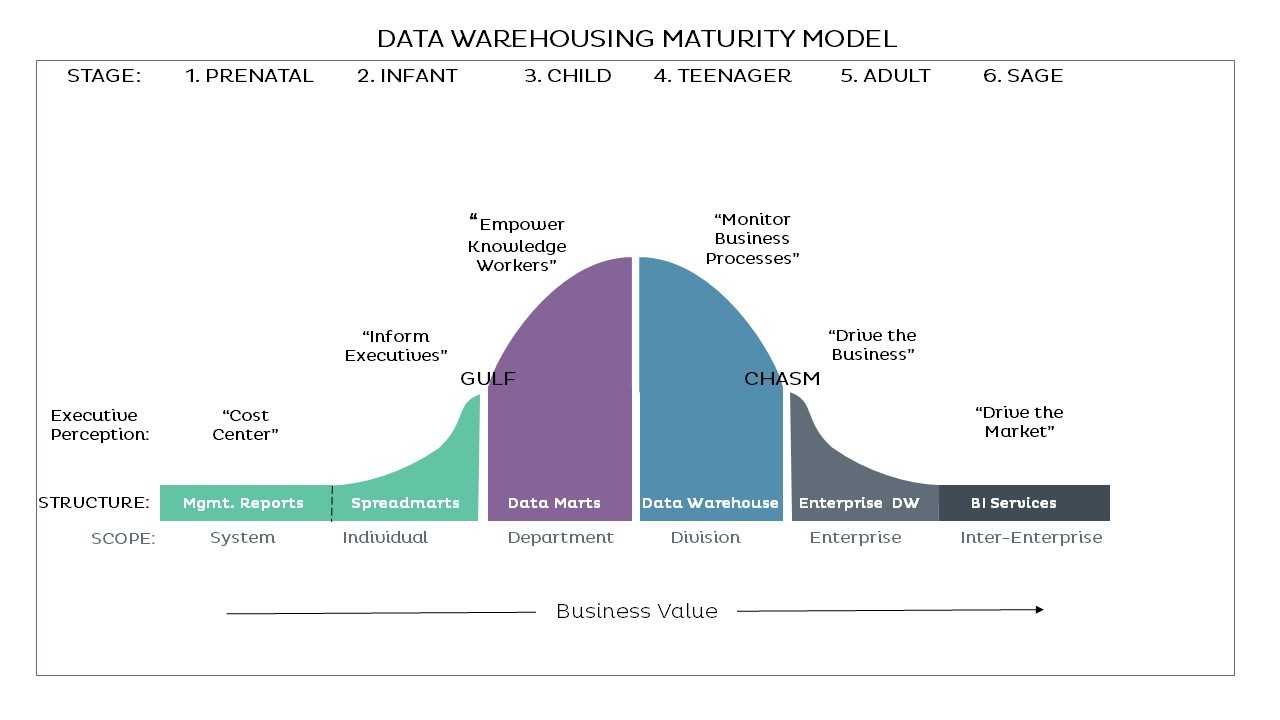 DATA WAREHOUSING MATURITY MODEL
STAGE: 1. PRENATAL 2. INFANT 3. CHILD 4. TEENAGER 5. ADULT 6. SAGE
“Empower
Knowledge
Workers”
“Monitor
Business
Processes”
“Inform
Executives”
“Drive the
Business”
GULF CHASM
Executive
Perception:
“Cost
Center”
“Drive the
Market”
STRUCTURE: Mgmt. Reports Spreadmarts Data Marts Data Warehouse Enterprise DW BI Services
SCOPE: System Individual Department Division Enterprise Inter-Enterprise
Business Value